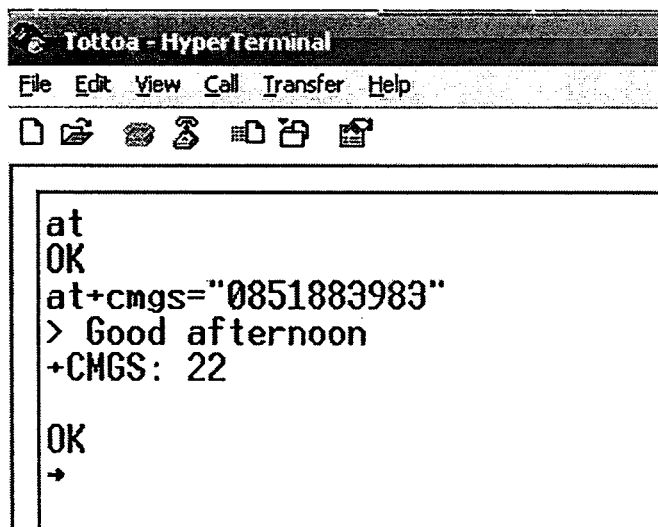 Tottoa - HyperTerminal
File Edit View Call Transfer Help
at
OK
at+cmgs="0851883983"
> Good afternoon
+CMGS: 22
OK